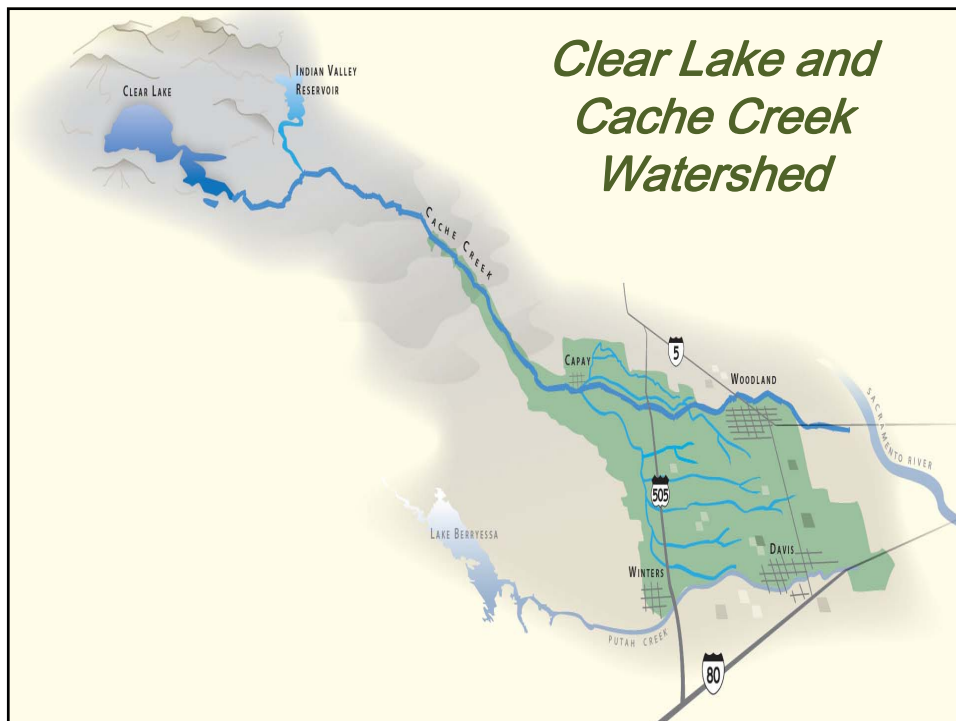 Clear Lake and
Cache Creek
Watershed
INDIAN VALLEY
RESERVOIR
CLEAR LAKE
CACHE CREEK
5
CAPAY
WOODLAND
SACRAMENTO RIVER
505
LAKE BERRYESSA
DAVIS
WINTERS
PUTAH CREEK
80